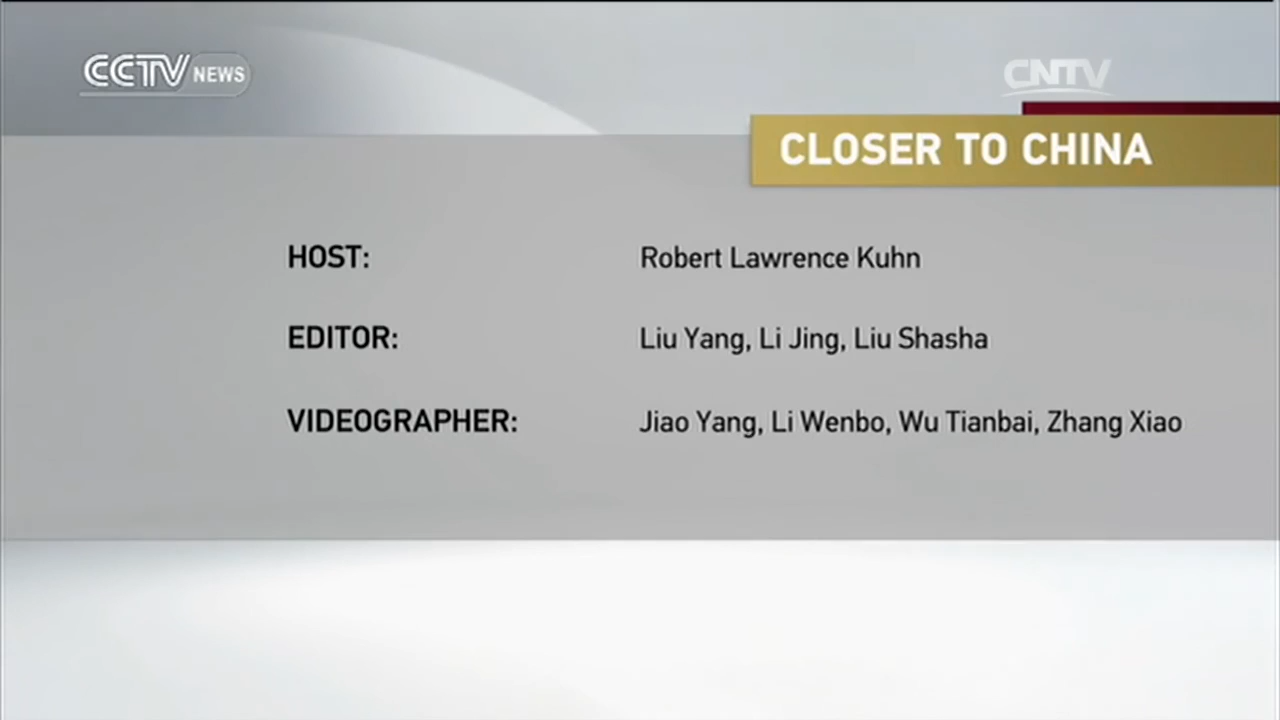 CCTV NEWS
CNTV
CLOSER TO CHINA
HOST: Robert Lawrence Kuhn
EDITOR: Liu Yang, Li Jing, Liu Shasha
VIDEOGRAPHER: Jiao Yang, Li Wenbo, Wu Tianbai, Zhang Xiao